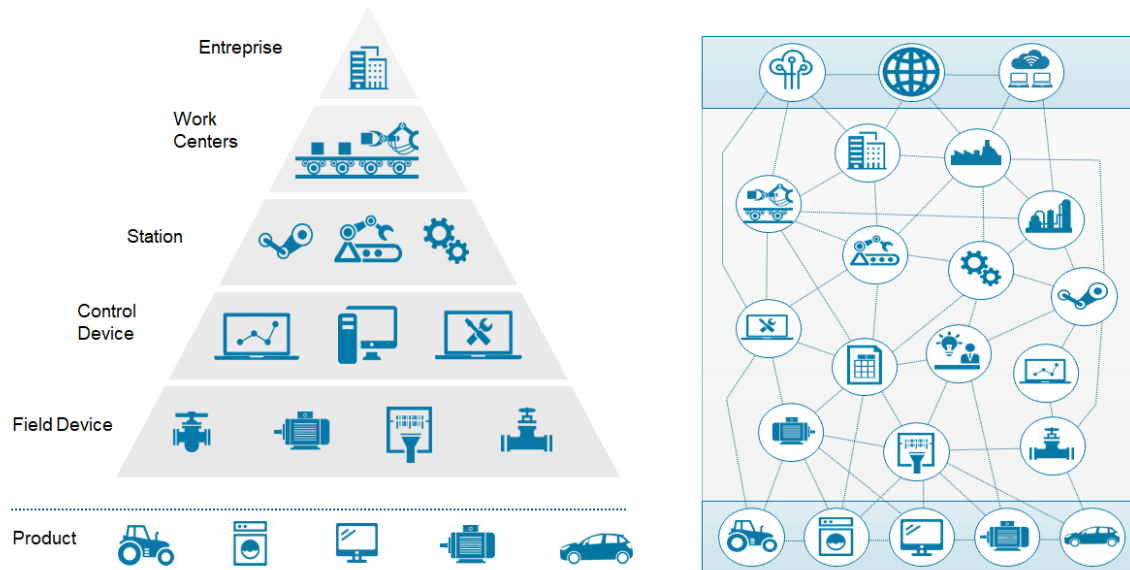 Entreprise
Work
Centers
Station
Control
Device
Field Device
Product